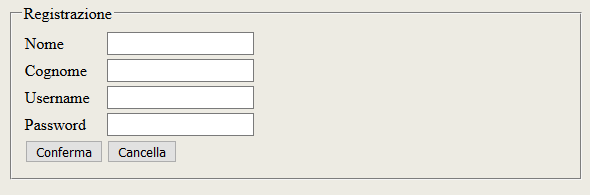 Registrazione
Nome
Cognome
Username
Password
Conferma Cancella